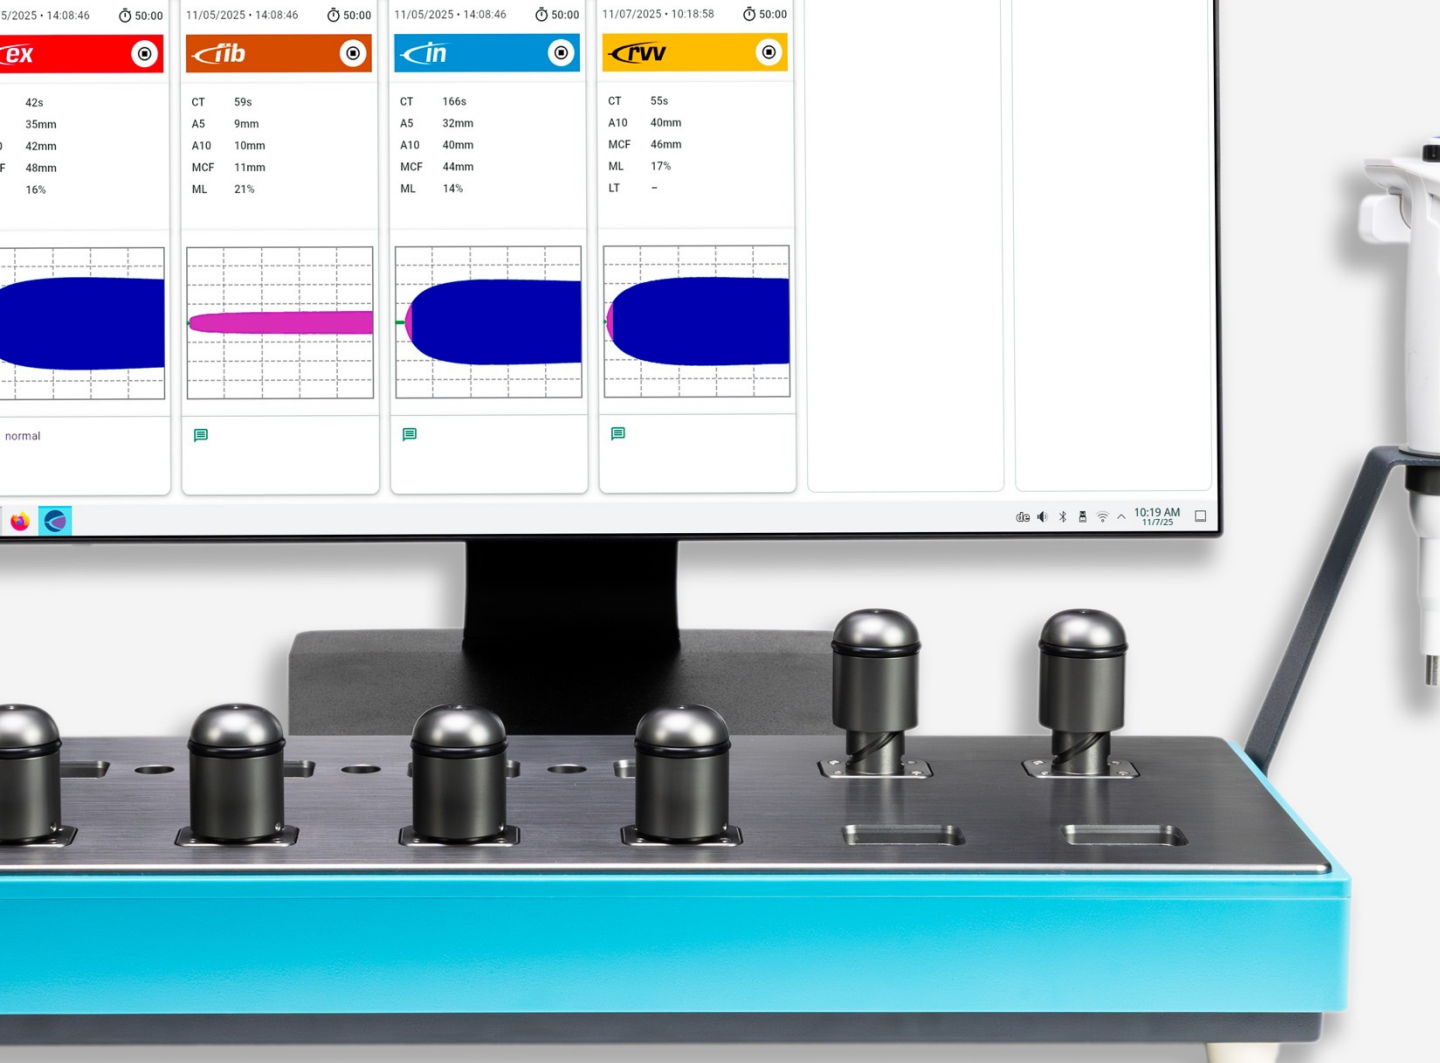 5/2025 • 14:08:46 50:00
ex
42s
35mm
0 42mm
F 48mm
16%
normal
11/05/2025 • 14:08:46 50:00
fib
CT 59s
A5 9mm
A10 10mm
MCF 11mm
ML 21%
11/05/2025 • 14:08:46 50:00
in
CT 166s
A5 32mm
A10 40mm
MCF 44mm
ML 14%
11/07/2025 • 10:18:58 50:00
rvv
CT 55s
A10 40mm
MCF 46mm
ML 17%
LT –
de 10:19 AM
11/7/25